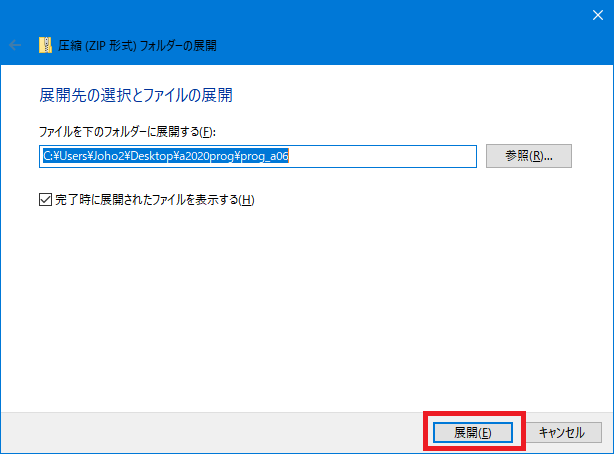 圧縮 (ZIP 形式) フォルダーの展開
展開先の選択とファイルの展開
ファイルを下のフォルダーに展開する(F):
C:¥Users¥Joho2¥Desktop¥a2020prog¥prog_a06
参照(R)...
完了時に展開されたファイルを表示する(H)
展開(E)
キャンセル